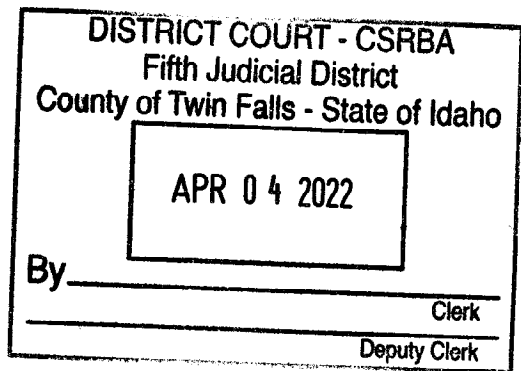 DISTRICT COURT - CSRBA
Fifth Judicial District
County of Twin Falls - State of Idaho
APR 04 2022
By
Clerk
Deputy Clerk